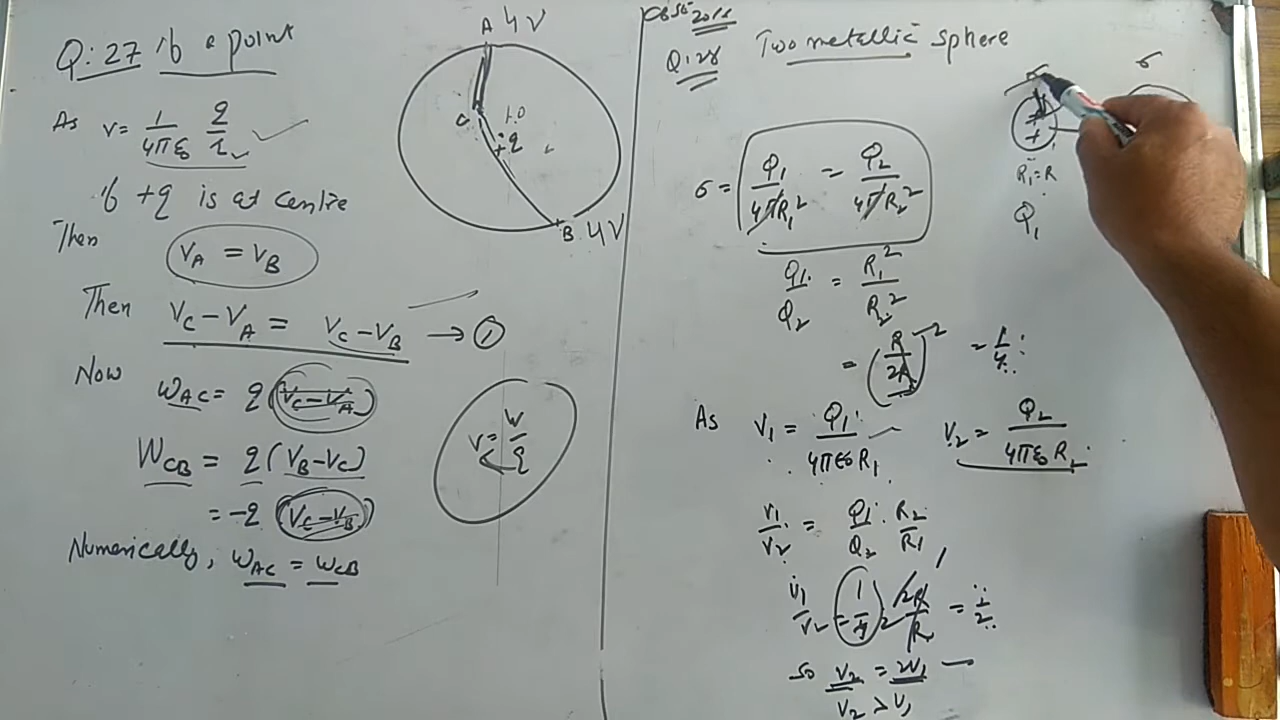 Q: 27 if a point
As V = 1/4πε₀ q/r
if +q is at centre
Then
V_A = V_B
Then V_C - V_A = V_C - V_B → ①
Now
W_AC = q (V_C - V_A)
W_CB = q (V_B - V_C)
= -q (V_C - V_B)
Numerically, W_AC = W_CB
V = W/q
A 4V
C
1.0
+q
B 4V
CBSE 2016
Q: 28 Two metallic sphere
σ
σ
+
+
R₁ = R
Q₁
σ = Q₁/4πR₁² = Q₂/4πR₂²
Q₁/Q₂ = R₁²/R₂²
= (R/2R)² = 1/4
As V₁ = Q₁/4πε₀R₁ V₂ = Q₂/4πε₀R₂
V₁/V₂ = Q₁/Q₂ · R₂/R₁
V₁/V₂ = 1/4 2R/R = 1/2
so V₂ = 2V₁
V₂ > V₁